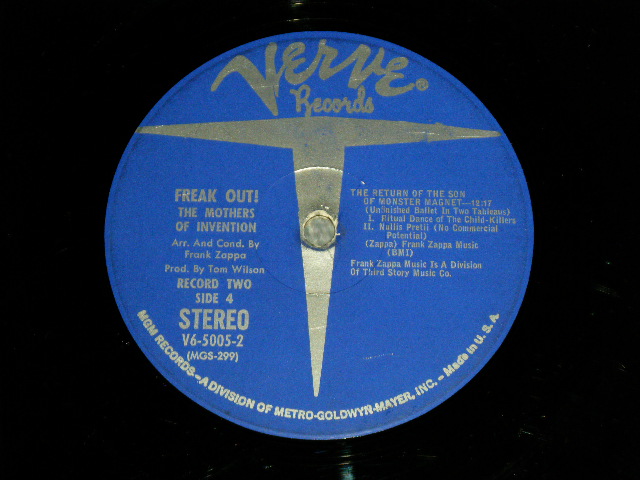 Verve®
Records
FREAK OUT!
THE MOTHERS
OF INVENTION
Arr. And Cond. By
Frank Zappa
Prod. By Tom Wilson
RECORD TWO
SIDE 4
STEREO
V6-5005-2
(MGS-299)
THE RETURN OF THE SON
OF MONSTER MAGNET—12:17
(Unfinished Ballet In Two Tableaus)
I. Ritual Dance of The Child-Killers
II. Nullis Pretii (No Commercial
Potential)
(Zappa) Frank Zappa Music
(BMI)
Frank Zappa Music Is A Division
Of Third Story Music Co.
MGM RECORDS—A DIVISION OF METRO-GOLDWYN-MAYER, INC. – Made in U.S.A.